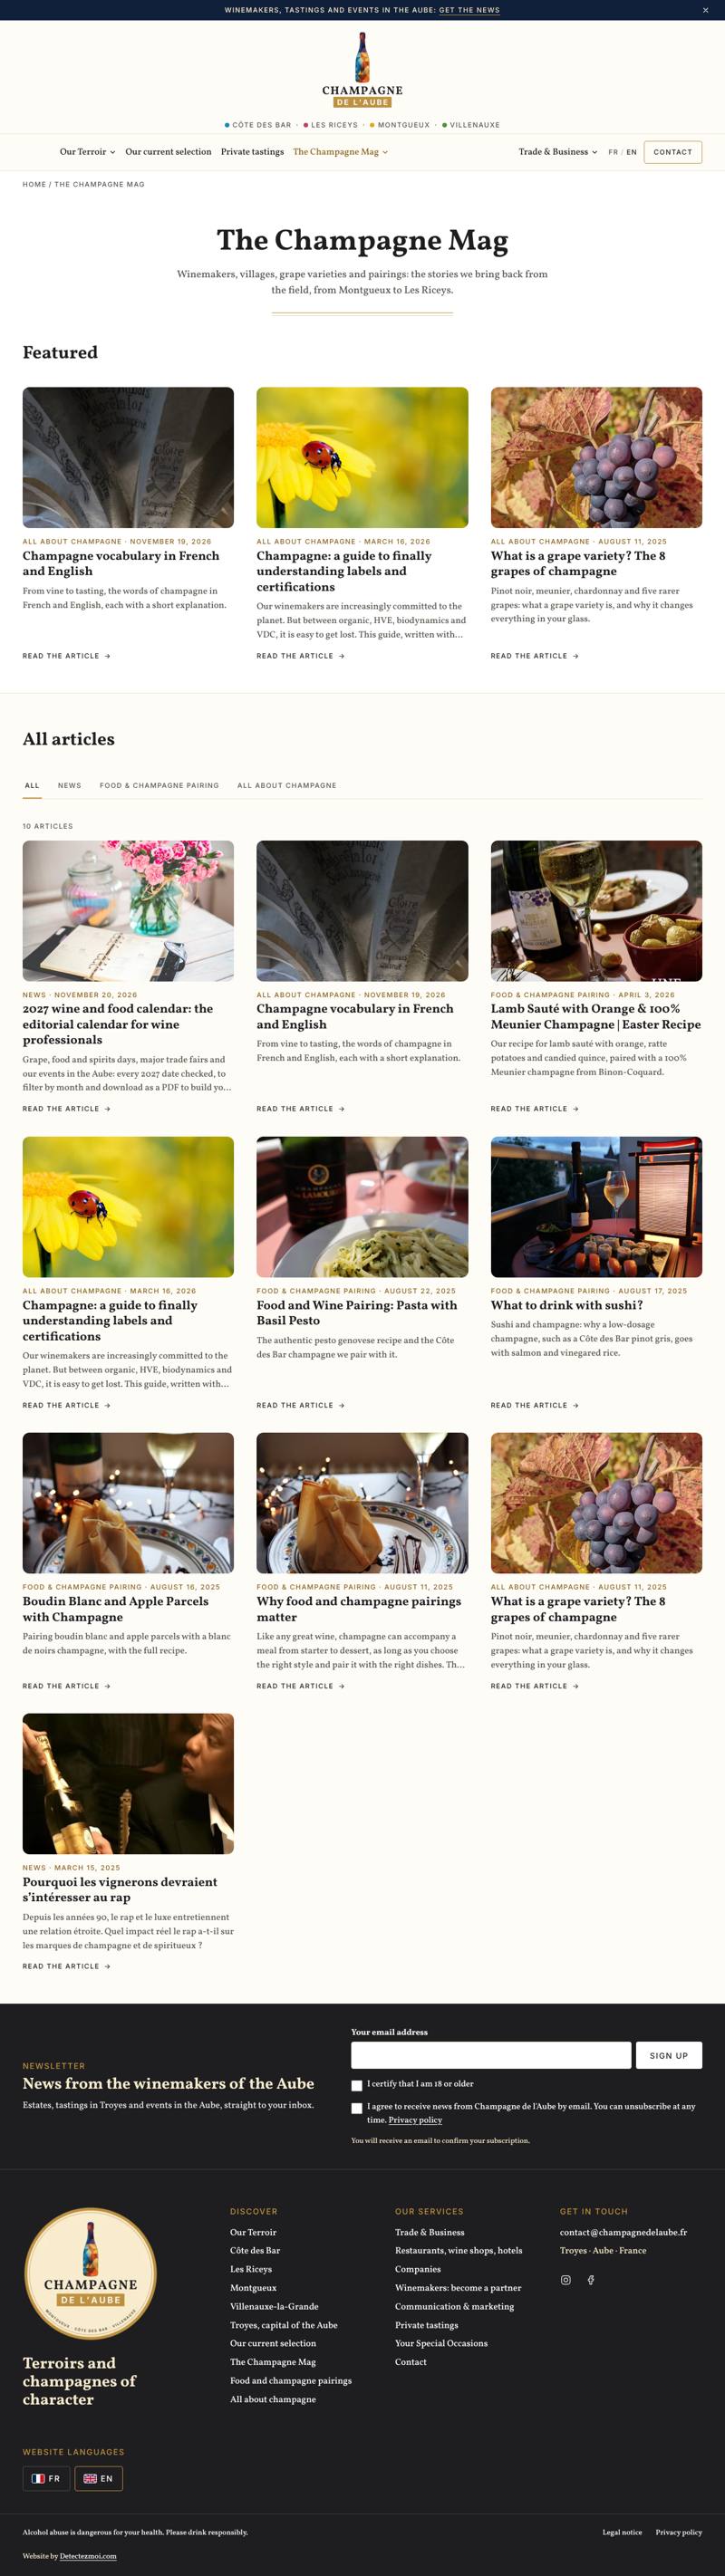 WINEMAKERS, TASTINGS AND EVENTS IN THE AUBE: GET THE NEWS ×
CHAMPAGNE
DE L'AUBE
CÔTE DES BAR · LES RICEYS · MONTGUEUX · VILLENAUXE
Our Terroir Our current selection Private tastings The Champagne Mag Trade & Business FR / EN CONTACT
HOME / THE CHAMPAGNE MAG
The Champagne Mag
Winemakers, villages, grape varieties and pairings: the stories we bring back from
the field, from Montgueux to Les Riceys.
Featured
ALL ABOUT CHAMPAGNE · NOVEMBER 19, 2026
Champagne vocabulary in French
and English
From vine to tasting, the words of champagne in
French and English, each with a short explanation.
READ THE ARTICLE →
ALL ABOUT CHAMPAGNE · MARCH 16, 2026
Champagne: a guide to finally
understanding labels and
certifications
Our winemakers are increasingly committed to the
planet. But between organic, HVE, biodynamics and
VDC, it is easy to get lost. This guide, written with...
READ THE ARTICLE →
ALL ABOUT CHAMPAGNE · AUGUST 11, 2025
What is a grape variety? The 8
grapes of champagne
Pinot noir, meunier, chardonnay and five rarer
grapes: what a grape variety is, and why it changes
everything in your glass.
READ THE ARTICLE →
All articles
ALL NEWS FOOD & CHAMPAGNE PAIRING ALL ABOUT CHAMPAGNE
10 ARTICLES
NEWS · NOVEMBER 20, 2026
2027 wine and food calendar: the
editorial calendar for wine
professionals
Grape, food and spirits days, major trade fairs and
our events in the Aube: every 2027 date checked, to
filter by month and download as a PDF to build yo...
READ THE ARTICLE →
ALL ABOUT CHAMPAGNE · NOVEMBER 19, 2026
Champagne vocabulary in French
and English
From vine to tasting, the words of champagne in
French and English, each with a short explanation.
READ THE ARTICLE →
FOOD & CHAMPAGNE PAIRING · APRIL 3, 2026
Lamb Sauté with Orange & 100%
Meunier Champagne | Easter Recipe
Our recipe for lamb sauté with orange, ratte
potatoes and candied quince, paired with a 100%
Meunier champagne from Binon-Coquard.
READ THE ARTICLE →
ALL ABOUT CHAMPAGNE · MARCH 16, 2026
Champagne: a guide to finally
understanding labels and
certifications
Our winemakers are increasingly committed to the
planet. But between organic, HVE, biodynamics and
VDC, it is easy to get lost. This guide, written with...
READ THE ARTICLE →
FOOD & CHAMPAGNE PAIRING · AUGUST 22, 2025
Food and Wine Pairing: Pasta with
Basil Pesto
The authentic pesto genovese recipe and the Côte
des Bar champagne we pair with it.
READ THE ARTICLE →
FOOD & CHAMPAGNE PAIRING · AUGUST 17, 2025
What to drink with sushi?
Sushi and champagne: why a low-dosage
champagne, such as a Côte des Bar pinot gris, goes
with salmon and vinegared rice.
READ THE ARTICLE →
FOOD & CHAMPAGNE PAIRING · AUGUST 16, 2025
Boudin Blanc and Apple Parcels
with Champagne
Pairing boudin blanc and apple parcels with a blanc
de noirs champagne, with the full recipe.
READ THE ARTICLE →
FOOD & CHAMPAGNE PAIRING · AUGUST 11, 2025
Why food and champagne pairings
matter
Like any great wine, champagne can accompany a
meal from starter to dessert, as long as you choose
the right style and pair it with the right dishes. Th...
READ THE ARTICLE →
ALL ABOUT CHAMPAGNE · AUGUST 11, 2025
What is a grape variety? The 8
grapes of champagne
Pinot noir, meunier, chardonnay and five rarer
grapes: what a grape variety is, and why it changes
everything in your glass.
READ THE ARTICLE →
NEWS · MARCH 15, 2025
Pourquoi les vignerons devraient
s'intéresser au rap
Depuis les années 90, le rap et le luxe entretiennent
une relation étroite. Quel impact réel le rap a-t-il sur
les marques de champagne et de spiritueux ?
READ THE ARTICLE →
NEWSLETTER
News from the winemakers of the Aube
Estates, tastings in Troyes and events in the Aube, straight to your inbox.
Your email address
SIGN UP
I certify that I am 18 or older
I agree to receive news from Champagne de l'Aube by email. You can unsubscribe at any
time. Privacy policy
You will receive an email to confirm your subscription.
CHAMPAGNE
DE L'AUBE
Terroirs and
champagnes of
character
DISCOVER
Our Terroir
Côte des Bar
Les Riceys
Montgueux
Villenauxe-la-Grande
Troyes, capital of the Aube
Our current selection
The Champagne Mag
Food and champagne pairings
All about champagne
OUR SERVICES
Trade & Business
Restaurants, wine shops, hotels
Companies
Winemakers: become a partner
Communication & marketing
Private tastings
Your Special Occasions
Contact
GET IN TOUCH
contact@champagnedelaube.fr
Troyes · Aube · France
WEBSITE LANGUAGES
FR EN
Alcohol abuse is dangerous for your health. Please drink responsibly.
Legal notice Privacy policy
Website by Detectezmoi.com